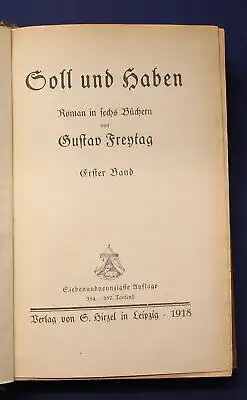 Soll und Haben
Roman in sechs Büchern
von
Gustav Freytag
Erster Band
Siebenundneunzigste Auflage
354.–357. Tausend
Verlag von S. Hirzel in Leipzig · 1918